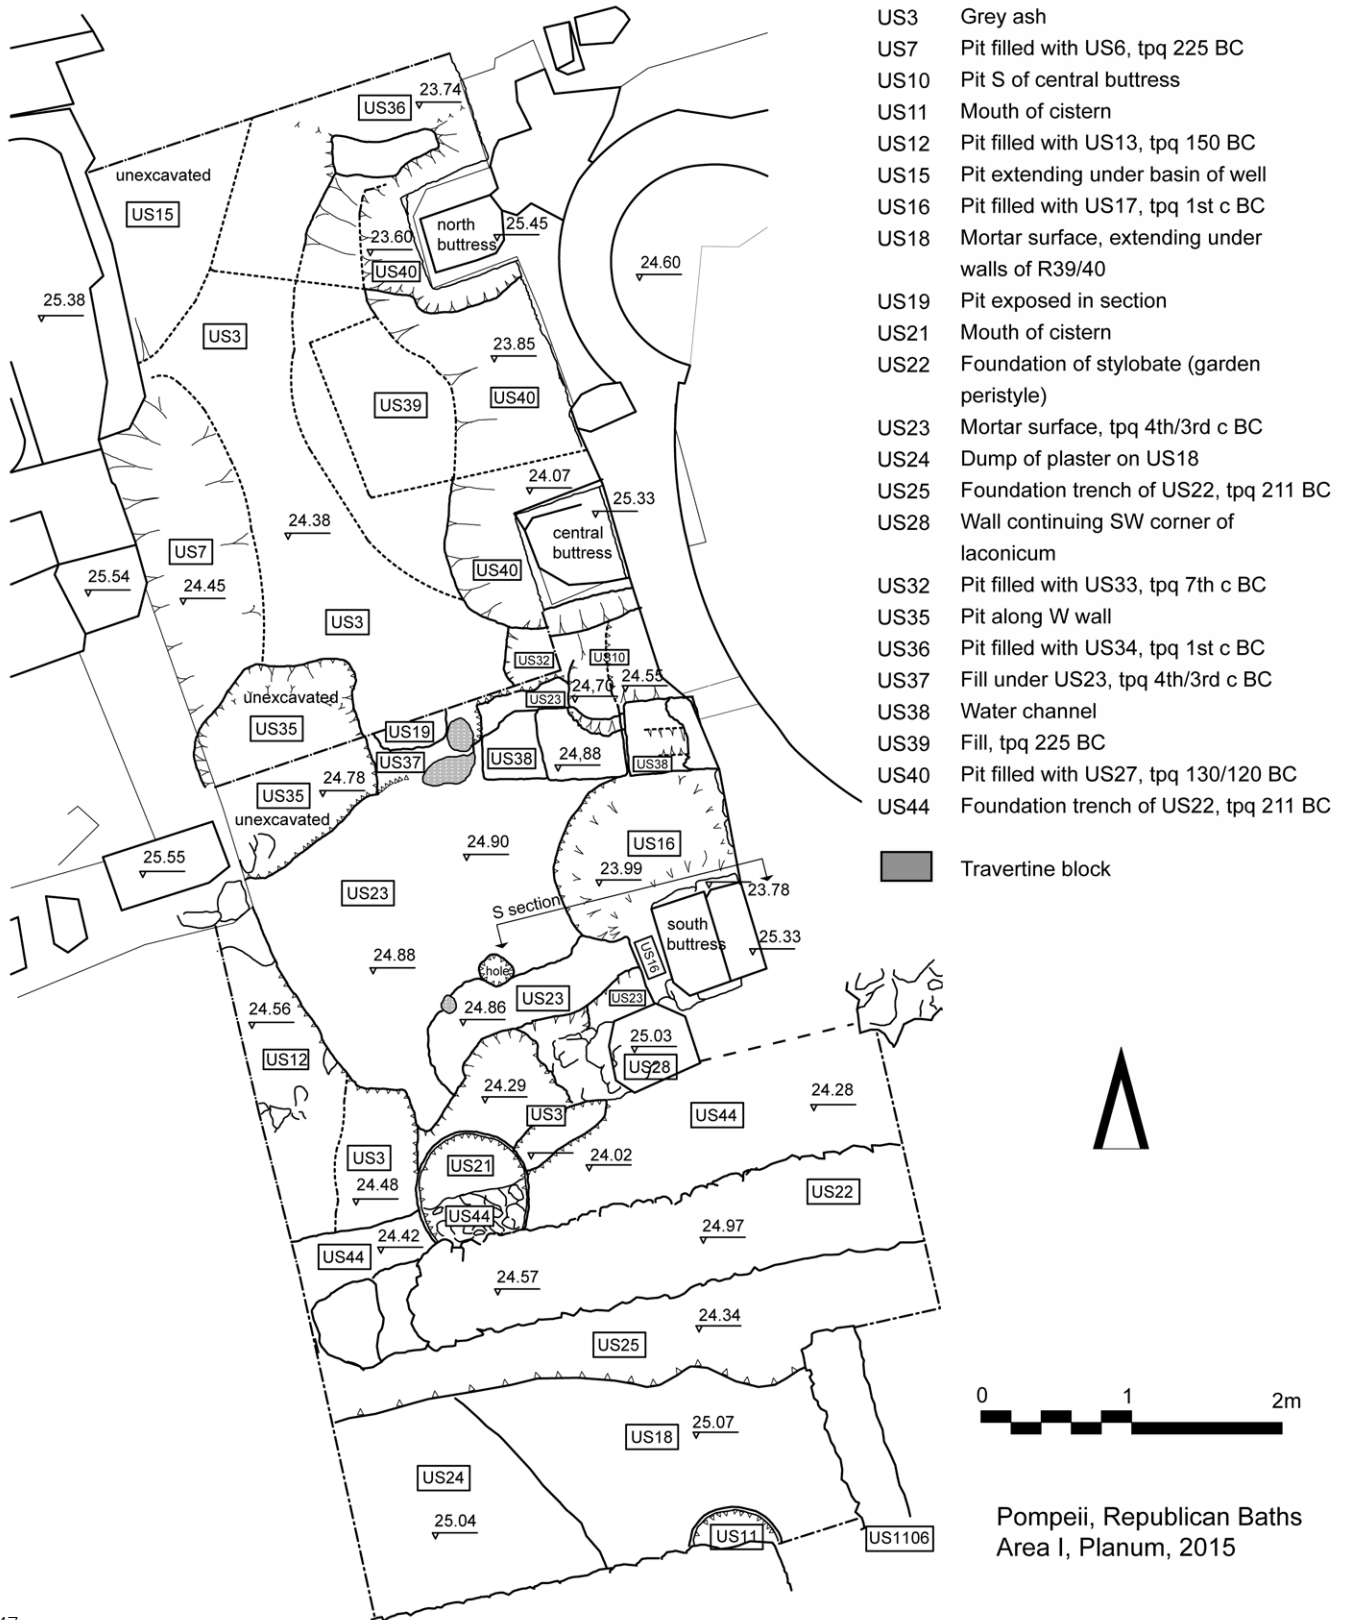 US3 Grey ash
US7 Pit filled with US6, tpq 225 BC
US10 Pit S of central buttress
US11 Mouth of cistern
US12 Pit filled with US13, tpq 150 BC
US15 Pit extending under basin of well
US16 Pit filled with US17, tpq 1st c BC
US18 Mortar surface, extending under
walls of R39/40
US19 Pit exposed in section
US21 Mouth of cistern
US22 Foundation of stylobate (garden
peristyle)
US23 Mortar surface, tpq 4th/3rd c BC
US24 Dump of plaster on US18
US25 Foundation trench of US22, tpq 211 BC
US28 Wall continuing SW corner of
laconicum
US32 Pit filled with US33, tpq 7th c BC
US35 Pit along W wall
US36 Pit filled with US34, tpq 1st c BC
US37 Fill under US23, tpq 4th/3rd c BC
US38 Water channel
US39 Fill, tpq 225 BC
US40 Pit filled with US27, tpq 130/120 BC
US44 Foundation trench of US22, tpq 211 BC
Travertine block
23.74
US36
unexcavated
US15
north
buttress
25.45
23.60
US40
24.60
25.38
US3
23.85
US39
US40
24.07
25.33
central
buttress
24.38
US7
24.45
25.54
US40
US3
US32
US10
24.55
24,70
US23
unexcavated
US35
US19
US37
US38
24,88
US38
24.78
US35
unexcavated
24.90
US16
25.55
23.99
23.78
US23
S section
south
buttress
25.33
US16
24.88
hole
US23
US23
24.86
24.56
25.03
US28
US12
24.29
24.28
US3
US44
US3
24.48
US21
24.02
US22
US44
24.42
US44
24.97
24.57
24.34
US25
25.07
US18
US24
25.04
US11
US1106
0 1 2m
Pompeii, Republican Baths
Area I, Planum, 2015